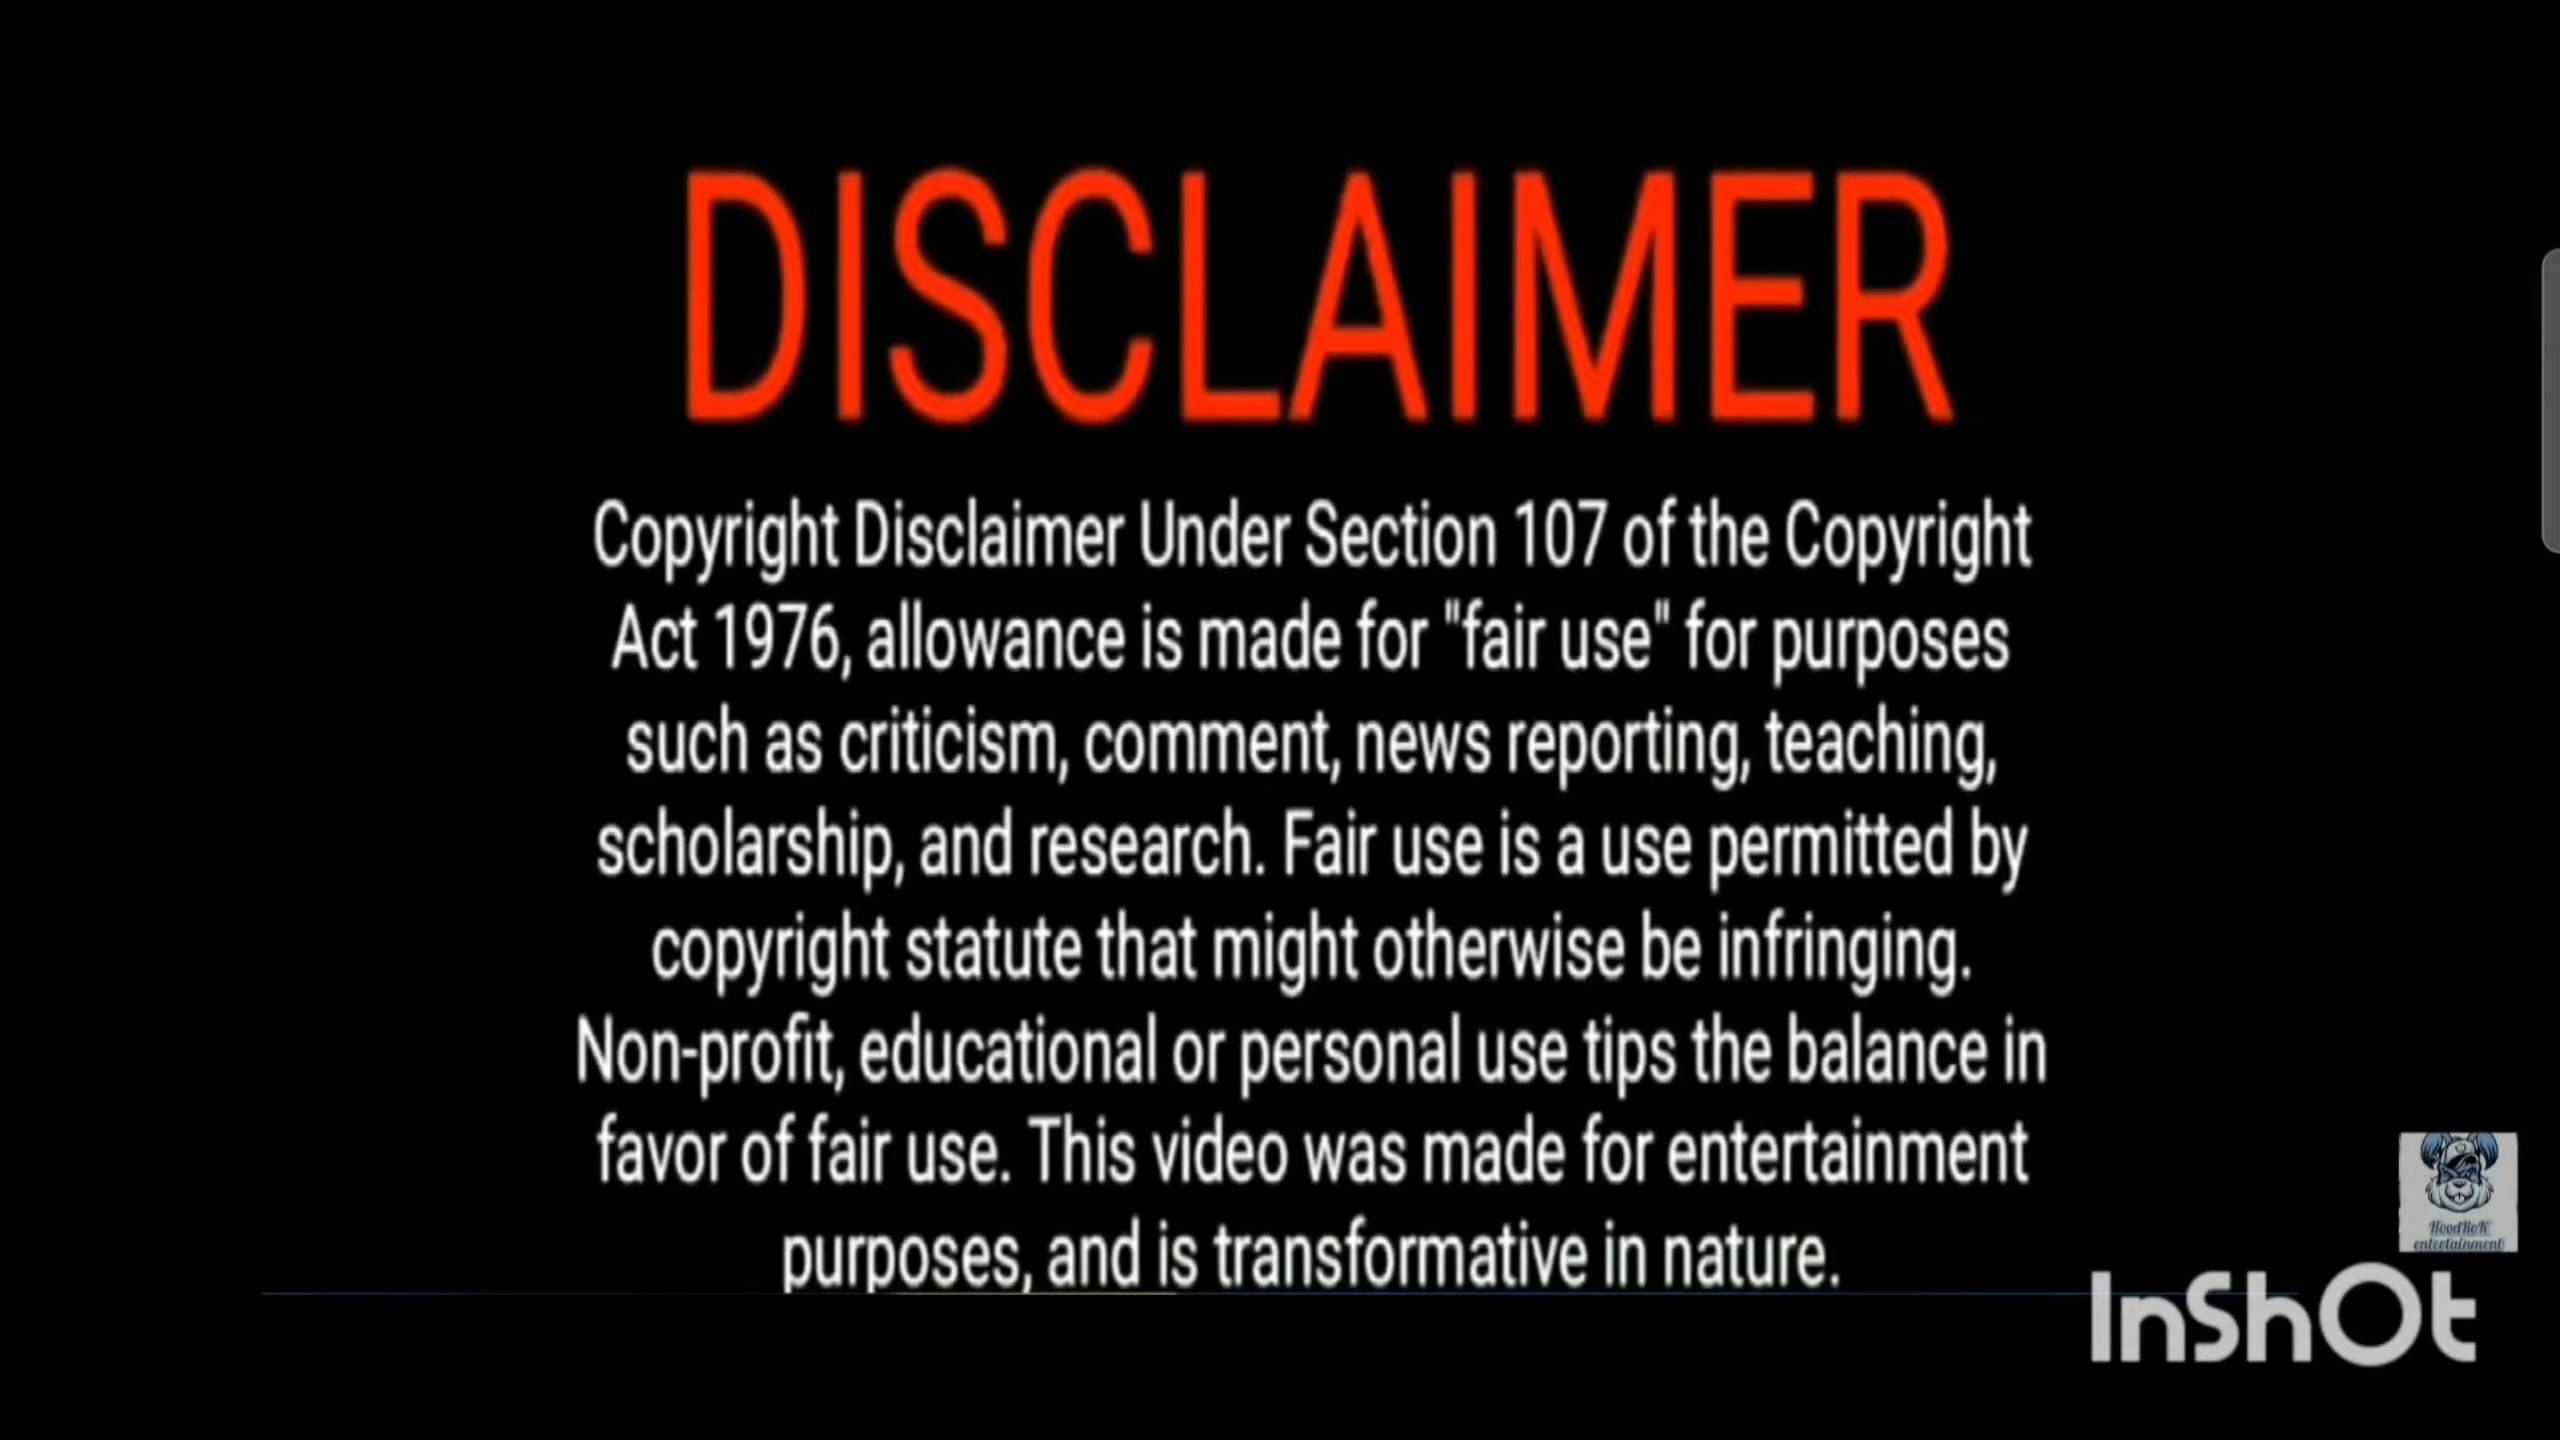 DISCLAIMER
Copyright Disclaimer Under Section 107 of the Copyright
Act 1976, allowance is made for "fair use" for purposes
such as criticism, comment, news reporting, teaching,
scholarship, and research. Fair use is a use permitted by
copyright statute that might otherwise be infringing.
Non-profit, educational or personal use tips the balance in
favor of fair use. This video was made for entertainment
purposes, and is transformative in nature.
HoodRoK
entertainment
InShOt